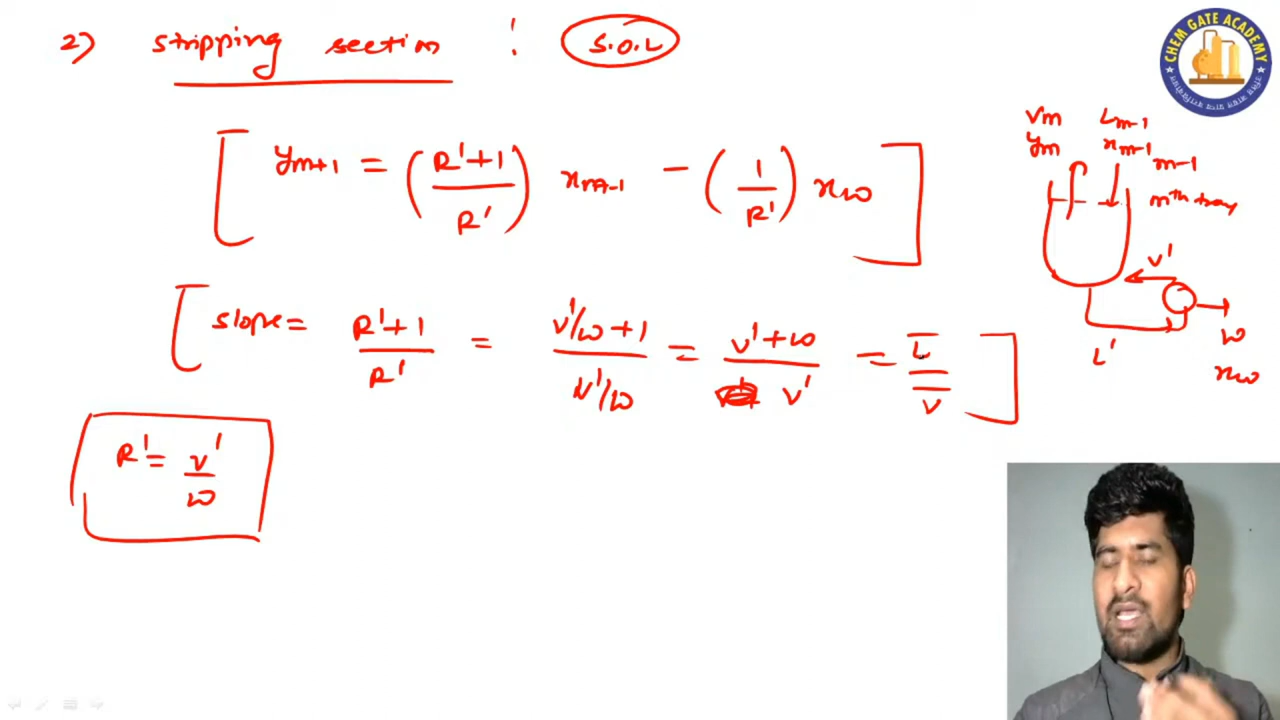 2) stripping section : S.O.L
CHEM GATE ACADEMY
[ ym+1 = ( R'+1 / R' ) xm-1 - ( 1 / R' ) xw ]
Vm Lm-1
ym xm-1 m-1
mth tray
V'
W
L'
xw
[ slope = R'+1 / R' = V'/W + 1 / V'/W = V'+W / V' = L̅ / V̅ ]
R' = V' / W